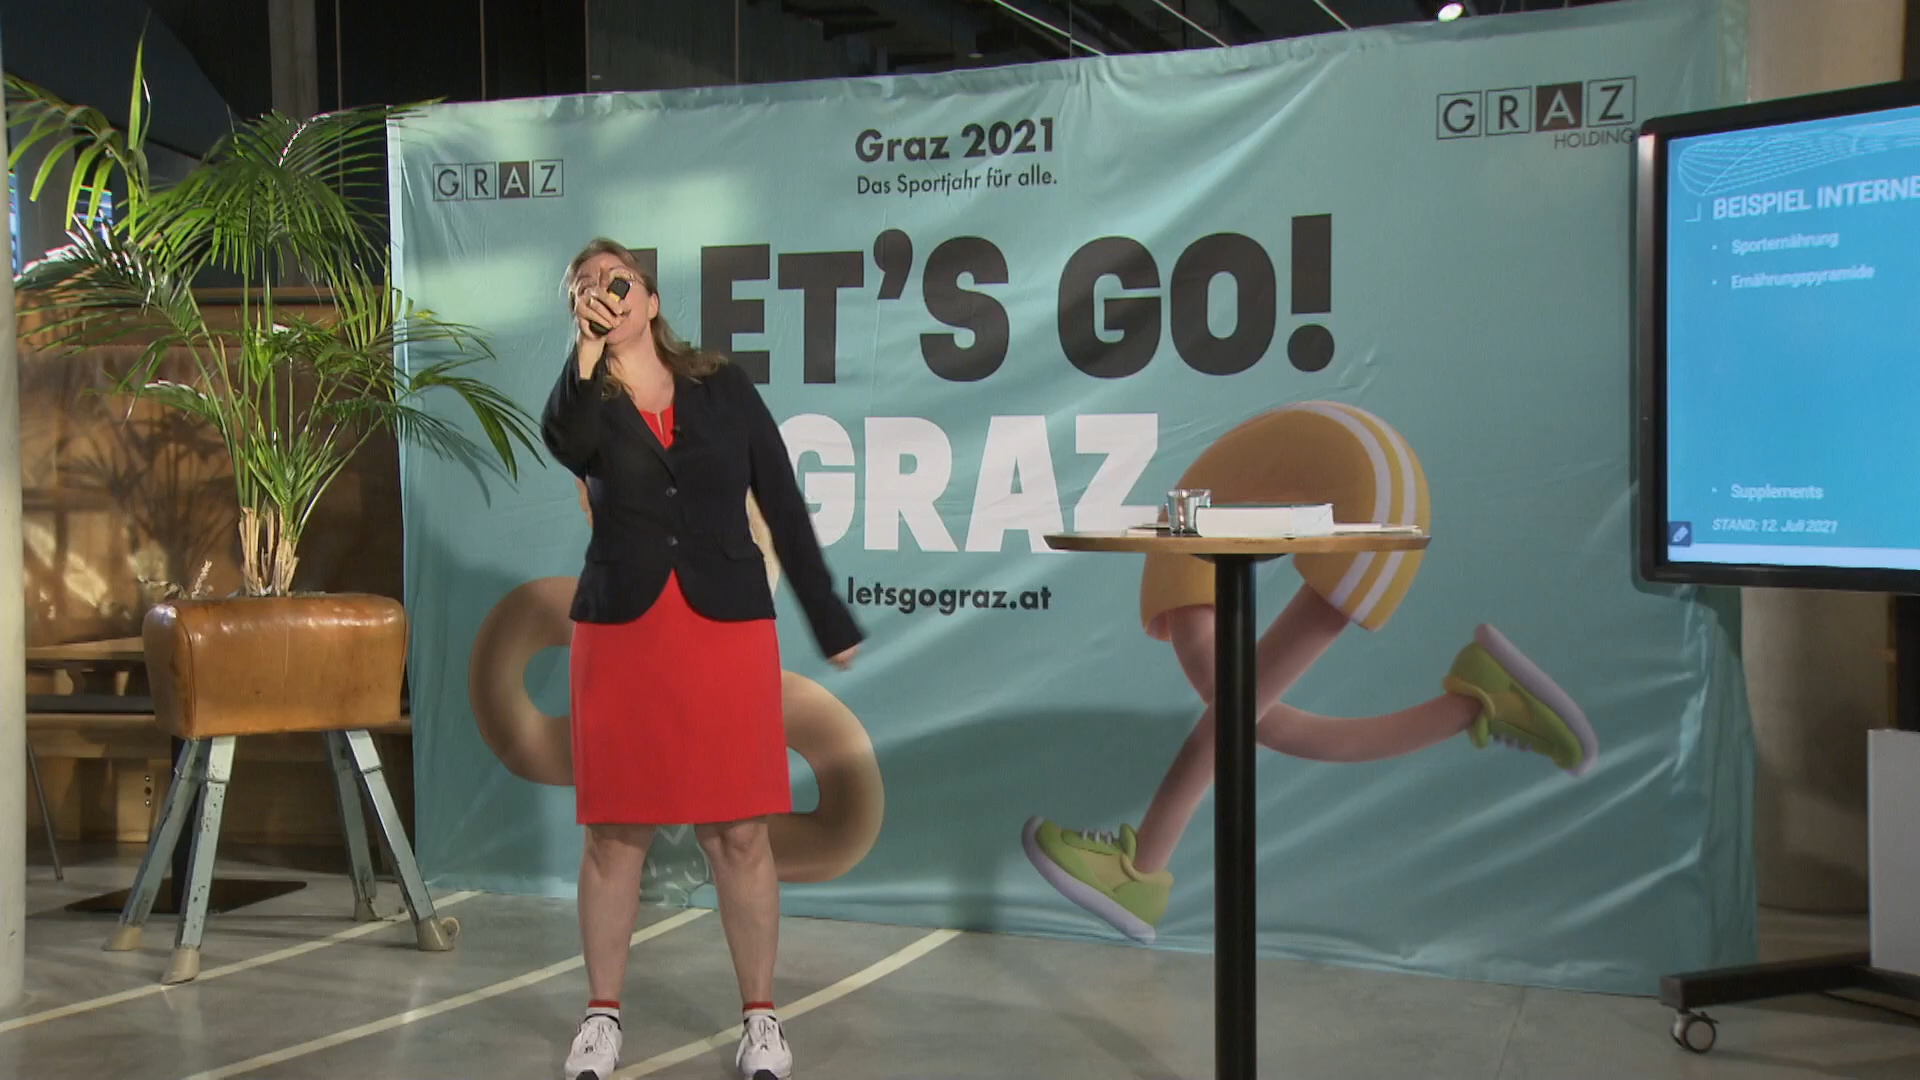 GRAZ
Graz 2021
Das Sportjahr für alle.
GRAZ
HOLDING
LET'S GO!
GRAZ
letsgograz.at
BEISPIEL INTERNE
• Sporternährung
• Ernährungspyramide
• Supplements
STAND: 12. Juli 2021